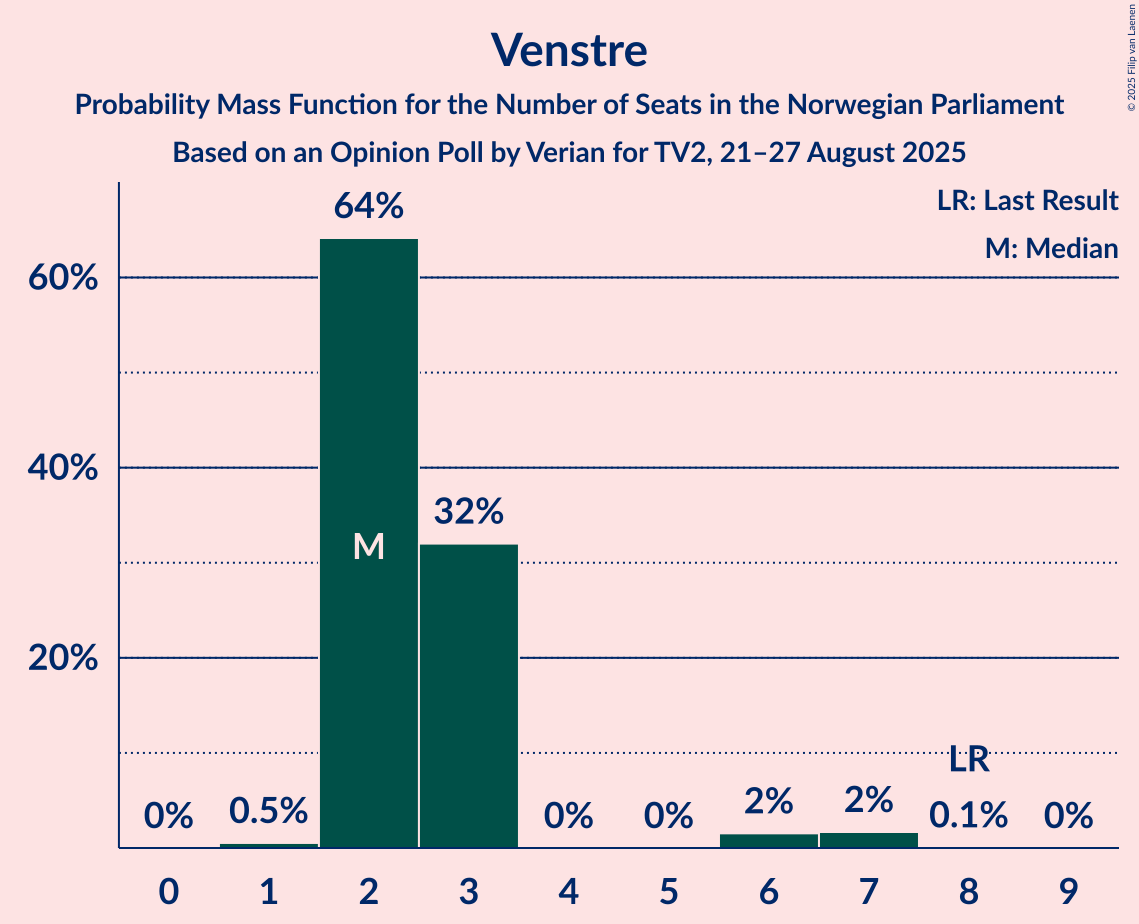 © 2025 Filip van Laenen
Venstre
Probability Mass Function for the Number of Seats in the Norwegian Parliament
Based on an Opinion Poll by Verian for TV2, 21–27 August 2025
LR: Last Result
M: Median
60%
40%
20%
64%
M
32%
LR
0%
0.5%
0%
0%
2%
2%
0.1%
0%
0 1 2 3 4 5 6 7 8 9